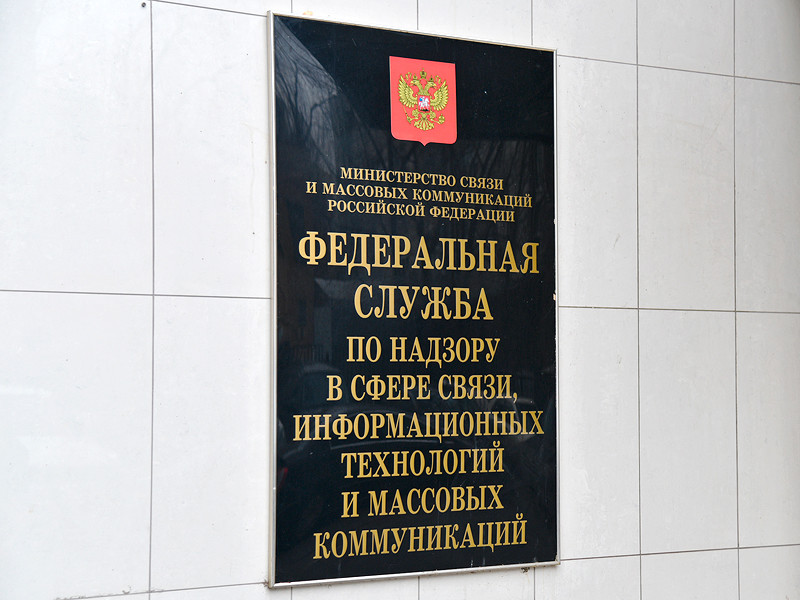 МИНИСТЕРСТВО СВЯЗИ
И МАССОВЫХ КОММУНИКАЦИЙ
РОССИЙСКОЙ ФЕДЕРАЦИИ
ФЕДЕРАЛЬНАЯ
СЛУЖБА
ПО НАДЗОРУ
В СФЕРЕ СВЯЗИ,
ИНФОРМАЦИОННЫХ
ТЕХНОЛОГИЙ
И МАССОВЫХ
КОММУНИКАЦИЙ